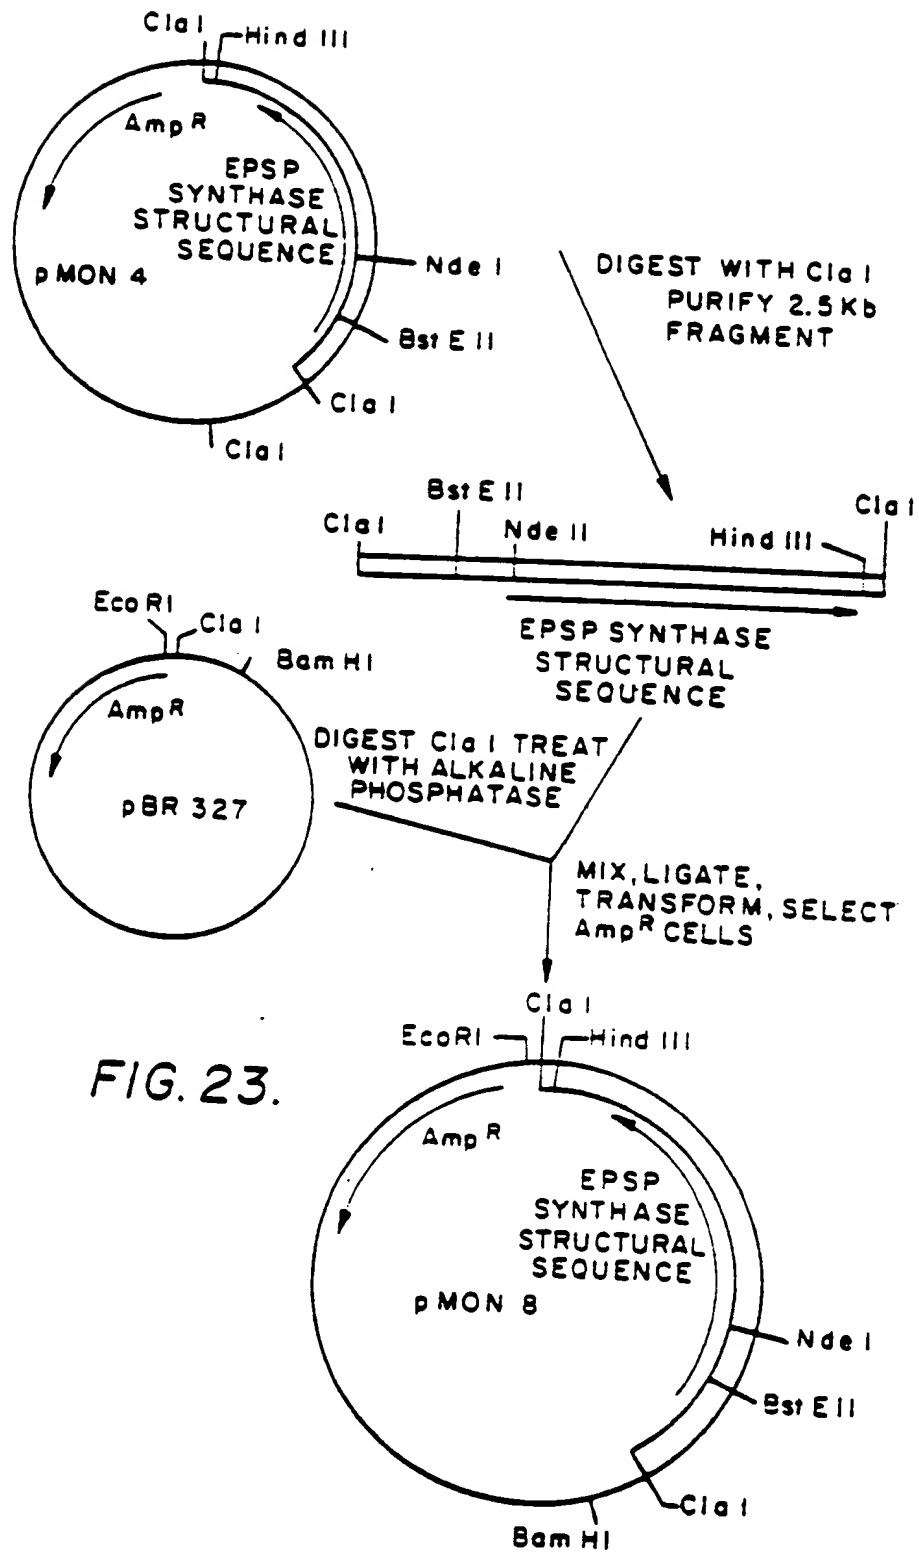 Cla I
Hind III
Amp R
EPSP
SYNTHASE
STRUCTURAL
SEQUENCE
pMON 4
Nde I
Bst E II
Cla I
Cla I
DIGEST WITH Cla I
PURIFY 2.5 Kb
FRAGMENT
Bst E II
Cla I
Cla I
Nde II
Hind III
EPSP SYNTHASE
STRUCTURAL
SEQUENCE
Eco RI
Cla I
Bam HI
Amp R
pBR 327
DIGEST Cla I TREAT
WITH ALKALINE
PHOSPHATASE
MIX, LIGATE,
TRANSFORM, SELECT
Amp R CELLS
FIG. 23.
Cla I
EcoRI
Hind III
Amp R
EPSP
SYNTHASE
STRUCTURAL
SEQUENCE
pMON 8
Nde I
Bst E II
Cla I
Bam HI